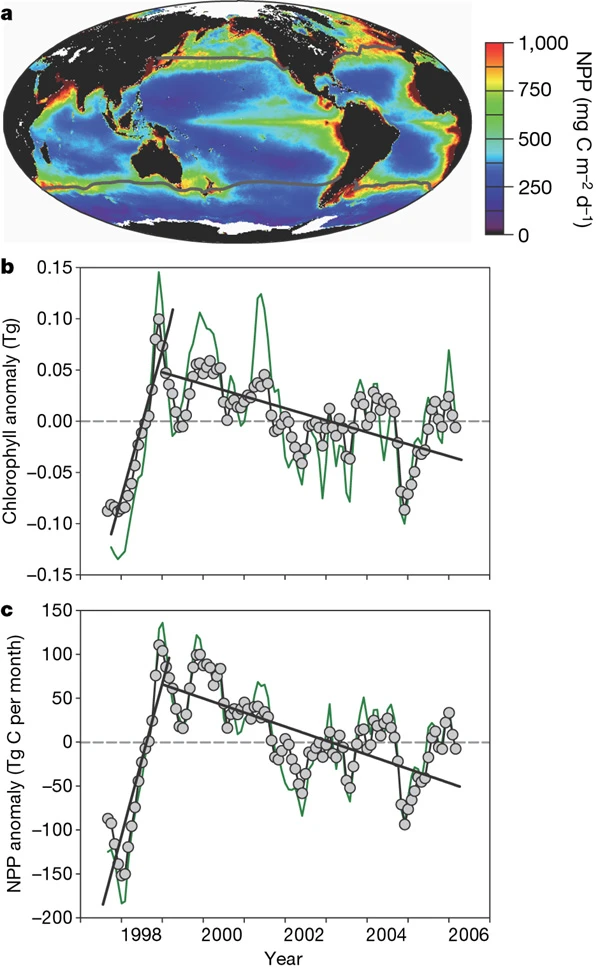 a
1,000
750
500
250
0
NPP (mg C m–2 d–1)
b
0.15
0.10
0.05
0.00
–0.05
–0.10
–0.15
Chlorophyll anomaly (Tg)
c
150
100
50
0
–50
–100
–150
–200
NPP anomaly (Tg C per month)
1998 2000 2002 2004 2006
Year